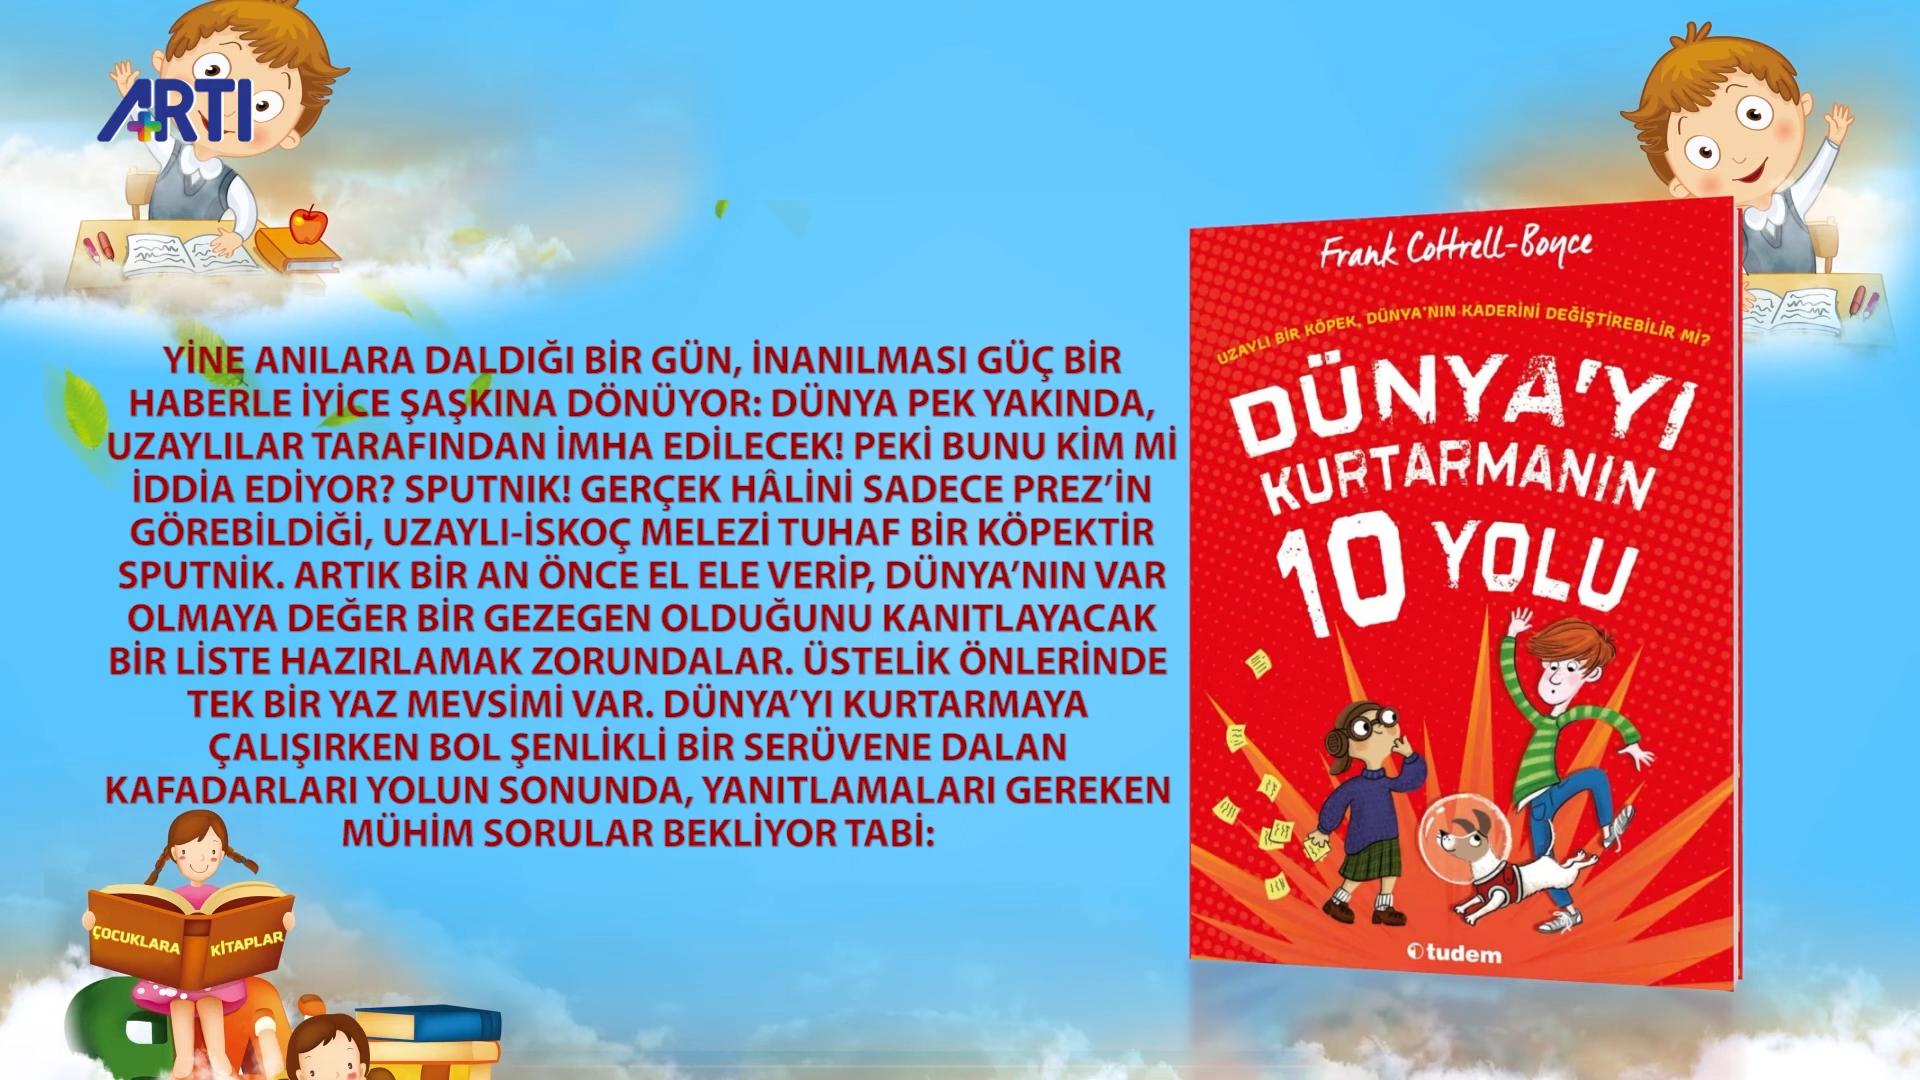 ARTI
YİNE ANILARA DALDIĞI BİR GÜN, İNANILMASI GÜÇ BİR
HABERLE İYİCE ŞAŞKINA DÖNÜYOR: DÜNYA PEK YAKINDA,
UZAYLILAR TARAFINDAN İMHA EDİLECEK! PEKİ BUNU KİM Mİ
İDDİA EDİYOR? SPUTNIK! GERÇEK HÂLİNİ SADECE PREZ’İN
GÖREBİLDİĞİ, UZAYLI-İSKOÇ MELEZİ TUHAF BİR KÖPEKTİR
SPUTNİK. ARTIK BİR AN ÖNCE EL ELE VERİP, DÜNYA’NIN VAR
OLMAYA DEĞER BİR GEZEGEN OLDUĞUNU KANITLAYACAK
BİR LİSTE HAZIRLAMAK ZORUNDALAR. ÜSTELİK ÖNLERİNDE
TEK BİR YAZ MEVSİMİ VAR. DÜNYA’YI KURTARMAYA
ÇALIŞIRKEN BOL ŞENLİKLİ BİR SERÜVENE DALAN
KAFADARLARI YOLUN SONUNDA, YANITLAMALARI GEREKEN
MÜHİM SORULAR BEKLİYOR TABİ:
Frank Cottrell-Boyce
UZAYLI BİR KÖPEK, DÜNYA'NIN KADERİNİ DEĞİŞTİREBİLİR Mİ?
DÜNYA'YI
KURTARMANIN
10 YOLU
tudem
ÇOCUKLARA KİTAPLAR